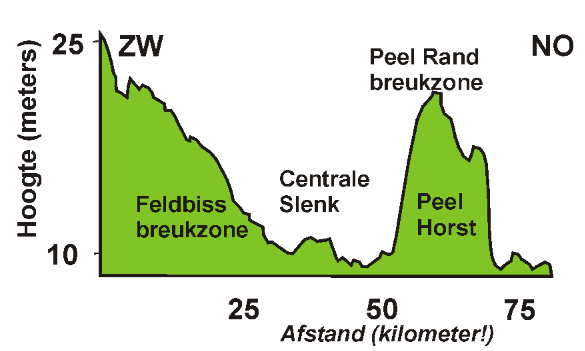 25
ZW
Peel Rand
breukzone
NO
Hoogte (meters)
Centrale
Slenk
Feldbiss
breukzone
Peel
Horst
10
25
50
75
Afstand (kilometer!)